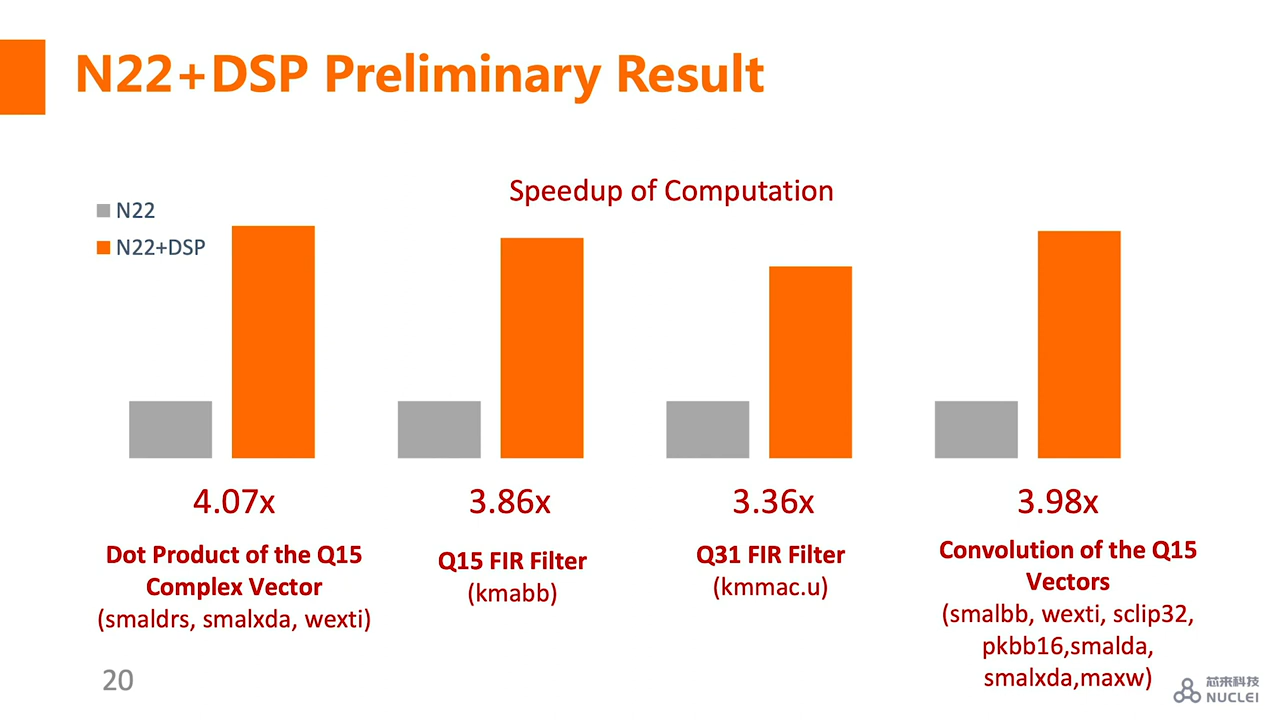 N22+DSP Preliminary Result
Speedup of Computation
N22
N22+DSP
4.07x
3.86x
3.36x
3.98x
Dot Product of the Q15
Complex Vector
(smaldrs, smalxda, wexti)
Q15 FIR Filter
(kmabb)
Q31 FIR Filter
(kmmac.u)
Convolution of the Q15
Vectors
(smalbb, wexti, sclip32,
pkbb16,smalda,
smalxda,maxw)
20
芯来科技
NUCLEI